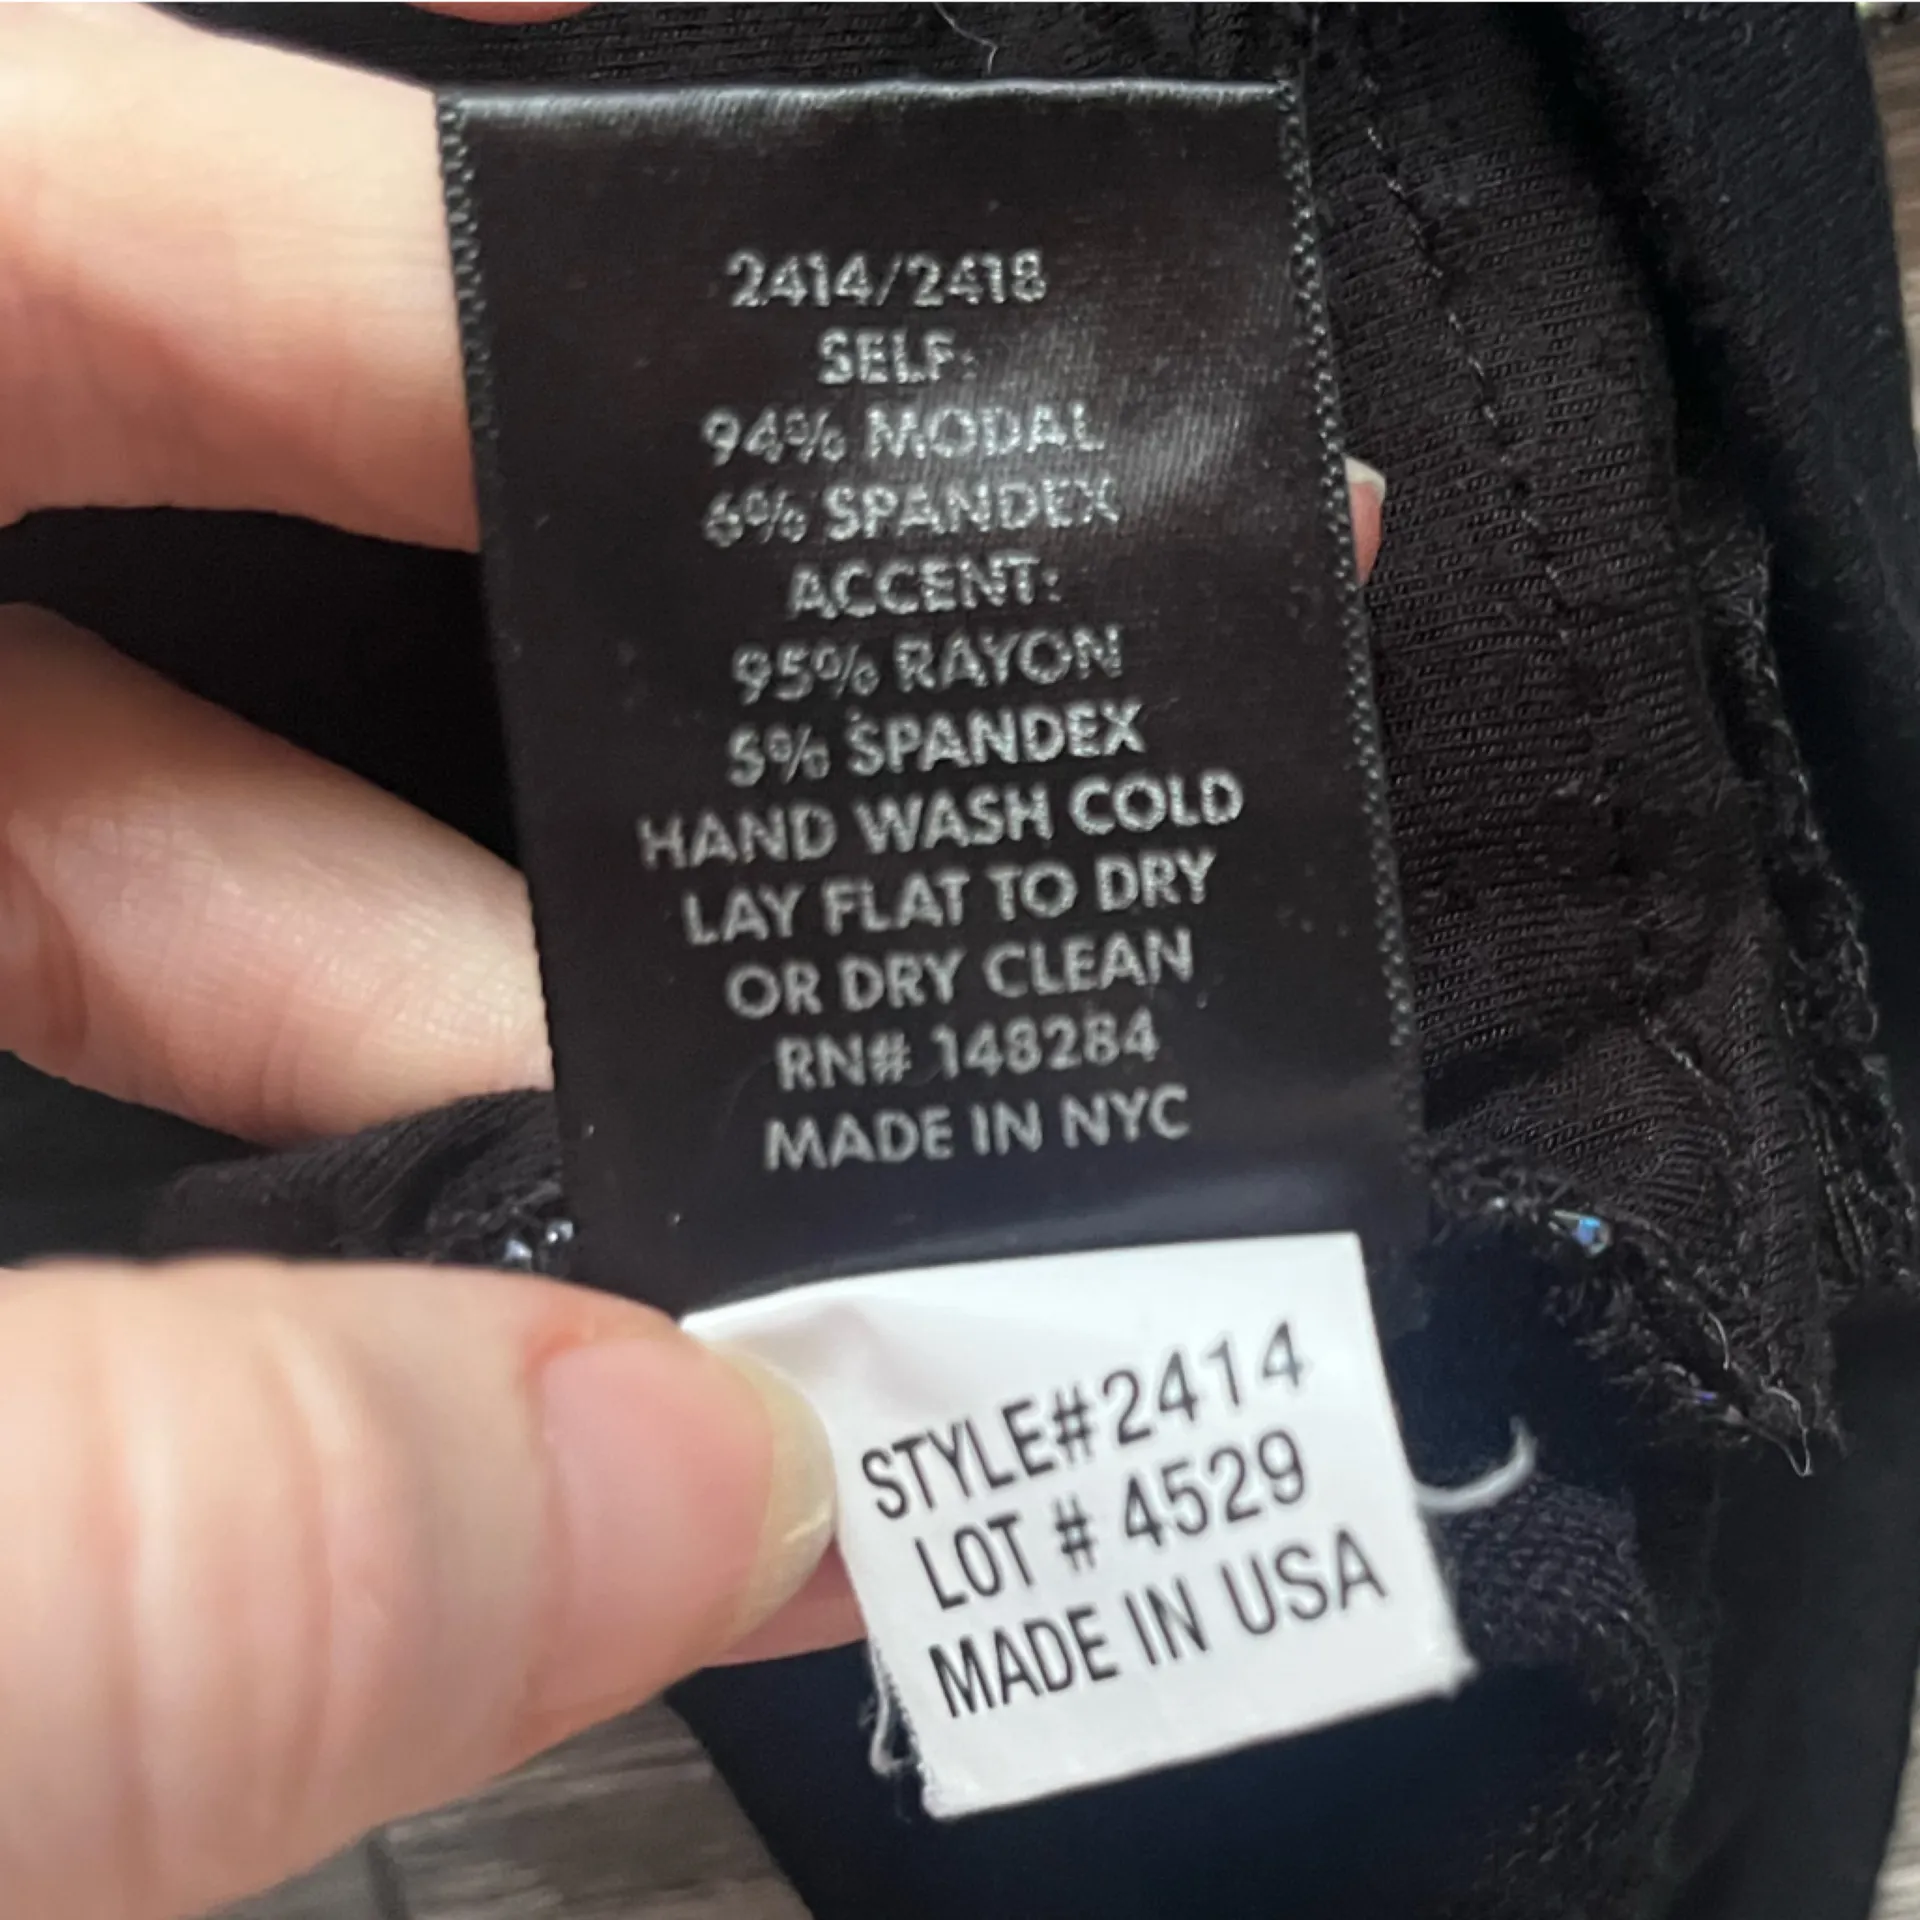 2414/2418
SELF:
94% MODAL
6% SPANDEX
ACCENT:
95% RAYON
5% SPANDEX
HAND WASH COLD
LAY FLAT TO DRY
OR DRY CLEAN
RN# 148284
MADE IN NYC
STYLE#2414
LOT # 4529
MADE IN USA